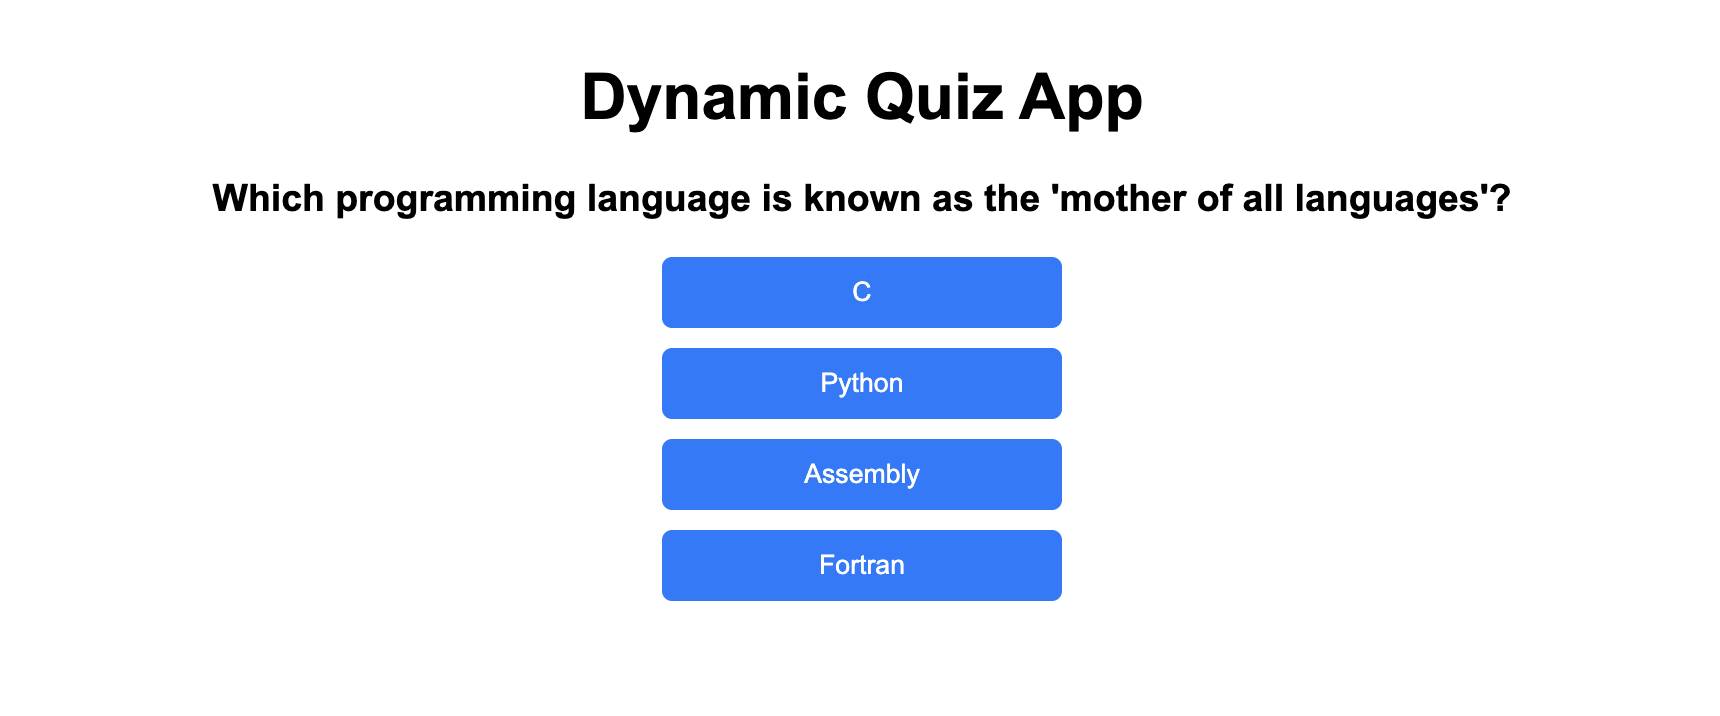 Dynamic Quiz App
Which programming language is known as the 'mother of all languages'?
C
Python
Assembly
Fortran